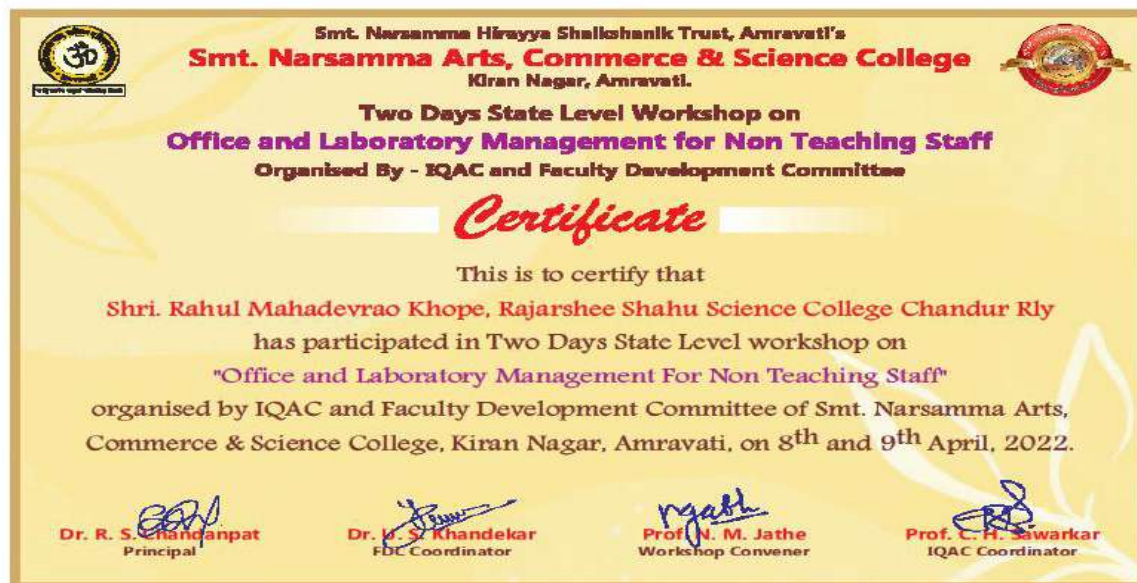 Smt. Narsamma Hirayya Shaikshanik Trust, Amravati's
Smt. Narsamma Arts, Commerce & Science College
Kiran Nagar, Amravati.
Two Days State Level Workshop on
Office and Laboratory Management for Non Teaching Staff
Organised By - IQAC and Faculty Development Committee
Certificate
This is to certify that
Shri. Rahul Mahadevrao Khope, Rajarshee Shahu Science College Chandur Rly
has participated in Two Days State Level workshop on
"Office and Laboratory Management For Non Teaching Staff"
organised by IQAC and Faculty Development Committee of Smt. Narsamma Arts,
Commerce & Science College, Kiran Nagar, Amravati, on 8th and 9th April, 2022.
Dr. R. S. Chandanpat
Principal
Dr. U. S. Khandekar
FDC Coordinator
Prof. N. M. Jathe
Workshop Convener
Prof. C. H. Sawarkar
IQAC Coordinator